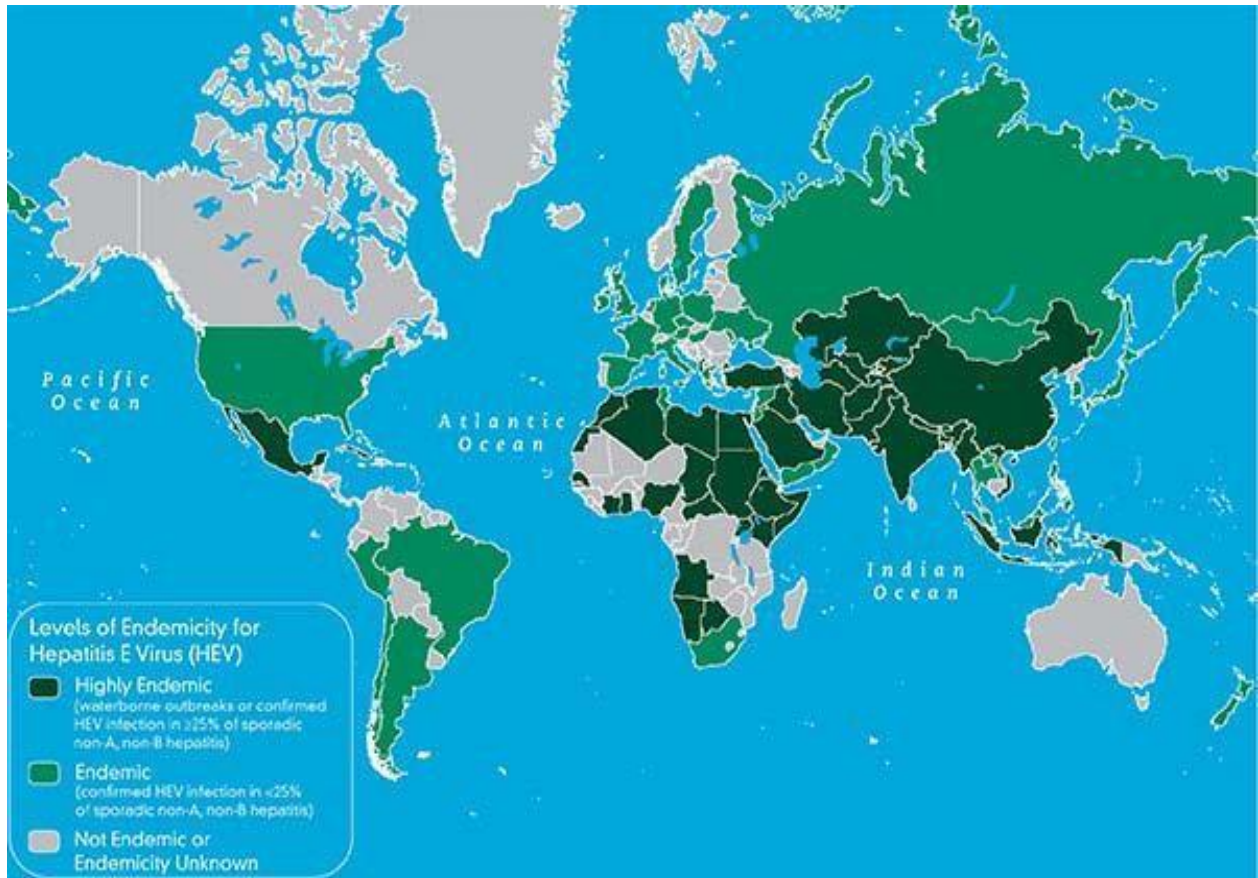 Pacific
Ocean
Atlantic
Ocean
Indian
Ocean
Levels of Endemicity for
Hepatitis E Virus (HEV)
Highly Endemic
(waterborne outbreaks or confirmed
HEV infection in ≥25% of sporadic
non-A, non-B hepatitis)
Endemic
(confirmed HEV infection in <25%
of sporadic non-A, non-B hepatitis)
Not Endemic or
Endemicity Unknown